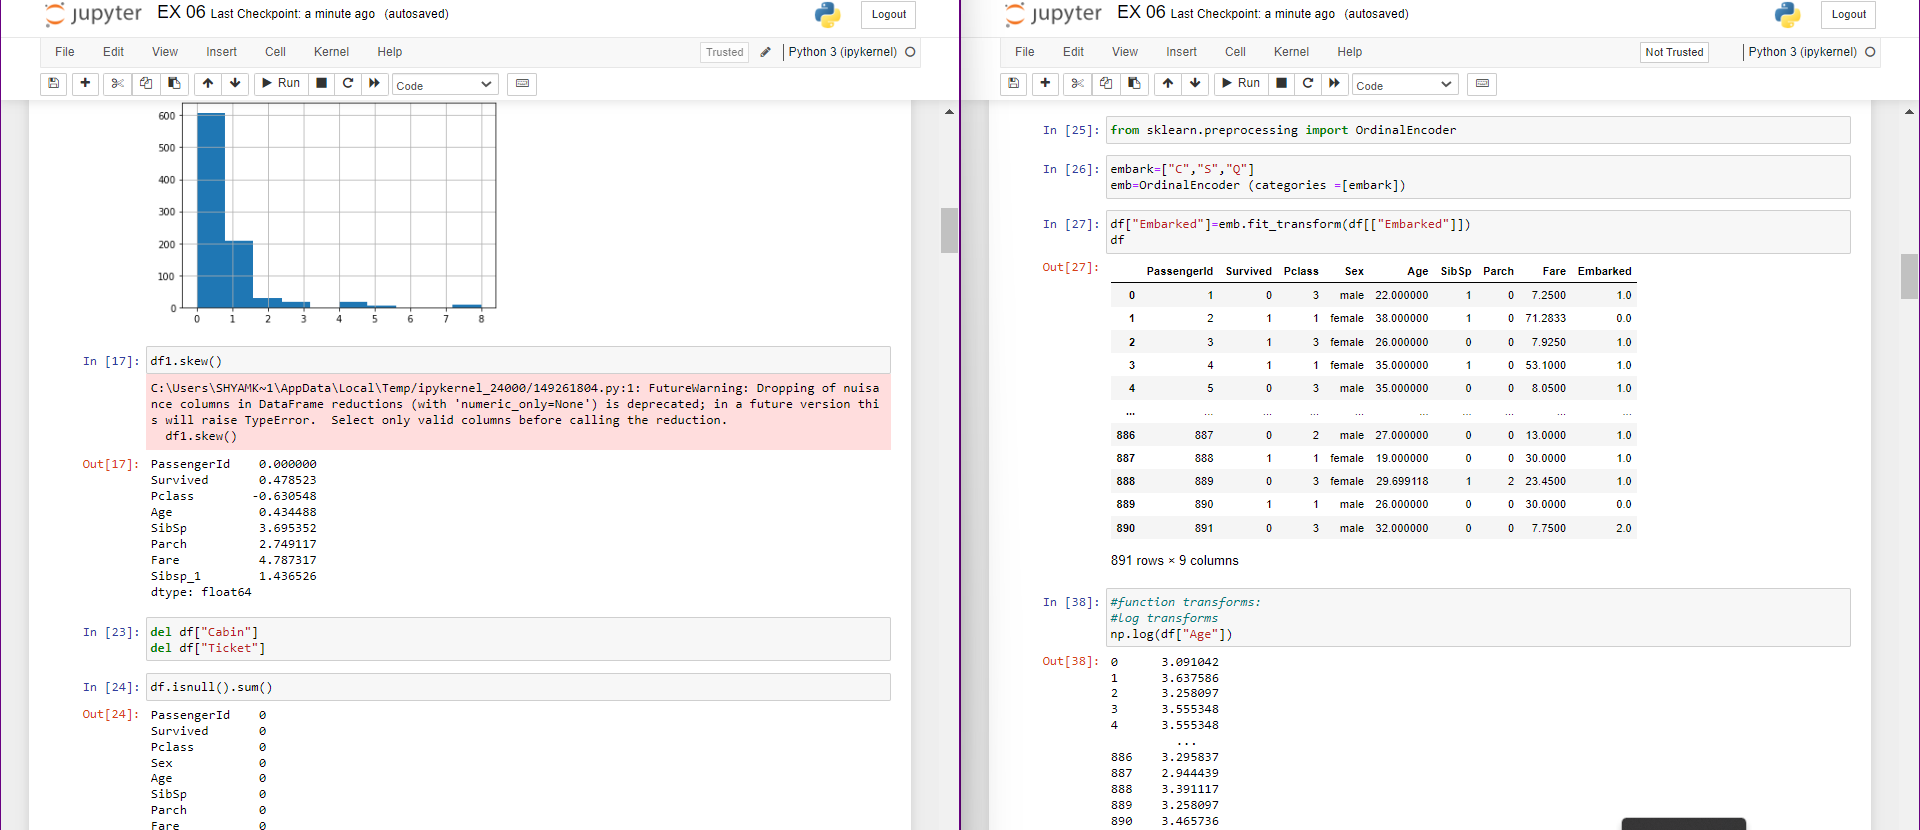 jupyter EX 06 Last Checkpoint: a minute ago (autosaved)
Logout
File Edit View Insert Cell Kernel Help
Trusted Python 3 (ipykernel)
Run Code
600
500
400
300
200
100
0
0 1 2 3 4 5 6 7 8
In [17]: df1.skew()
C:\Users\SHYAMK~1\AppData\Local\Temp/ipykernel_24000/149261804.py:1: FutureWarning: Dropping of nuisa
nce columns in DataFrame reductions (with 'numeric_only=None') is deprecated; in a future version thi
s will raise TypeError.  Select only valid columns before calling the reduction.
df1.skew()
Out[17]: PassengerId 0.000000
Survived 0.478523
Pclass -0.630548
Age 0.434488
SibSp 3.695352
Parch 2.749117
Fare 4.787317
Sibsp_1 1.436526
dtype: float64
In [23]: del df["Cabin"]
del df["Ticket"]
In [24]: df.isnull().sum()
Out[24]: PassengerId 0
Survived 0
Pclass 0
Sex 0
Age 0
SibSp 0
Parch 0
Fare 0
jupyter EX 06 Last Checkpoint: a minute ago (autosaved)
Logout
File Edit View Insert Cell Kernel Help
Not Trusted Python 3 (ipykernel)
Run Code
In [25]: from sklearn.preprocessing import OrdinalEncoder
In [26]: embark=["C","S","Q"]
emb=OrdinalEncoder (categories =[embark])
In [27]: df["Embarked"]=emb.fit_transform(df[["Embarked"]])
df
Out[27]: PassengerId Survived Pclass Sex Age SibSp Parch Fare Embarked
0 1 0 3 male 22.000000 1 0 7.2500 1.0
1 2 1 1 female 38.000000 1 0 71.2833 0.0
2 3 1 3 female 26.000000 0 0 7.9250 1.0
3 4 1 1 female 35.000000 1 0 53.1000 1.0
4 5 0 3 male 35.000000 0 0 8.0500 1.0
... ... ... ... ... ... ... ... ... ...
886 887 0 2 male 27.000000 0 0 13.0000 1.0
887 888 1 1 female 19.000000 0 0 30.0000 1.0
888 889 0 3 female 29.699118 1 2 23.4500 1.0
889 890 1 1 male 26.000000 0 0 30.0000 0.0
890 891 0 3 male 32.000000 0 0 7.7500 2.0
891 rows × 9 columns
In [38]: #function transforms:
#log transforms
np.log(df["Age"])
Out[38]: 0 3.091042
1 3.637586
2 3.258097
3 3.555348
4 3.555348
...
886 3.295837
887 2.944439
888 3.391117
889 3.258097
890 3.465736